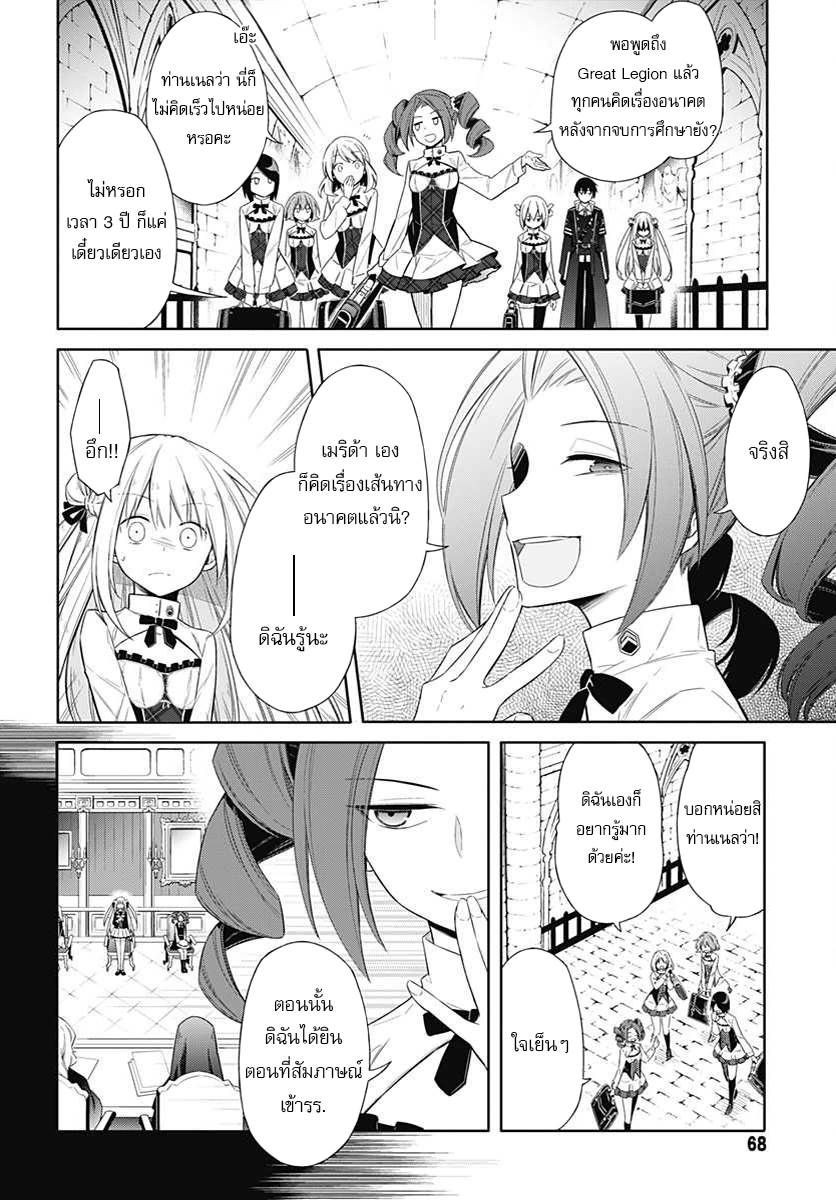 พอพูดถึง
Great Legion แล้ว
ทุกคนคิดเรื่องอนาคต
หลังจากจบการศึกษายัง?
เอ๊ะ
ท่านเนลว่า นี่ก็
ไม่คิดเร็วไปหน่อย
หรอคะ
ไม่หรอก
เวลา 3 ปี ก็แค่
เดี๋ยวเดียวเอง
จริงสิ
เมริด้า เอง
ก็คิดเรื่องเส้นทาง
อนาคตแล้วนิ?
ดิฉันรู้นะ
อึก!!
บอกหน่อยสิ
ท่านเนลว่า!
ดิฉันเองก็
อยากรู้มาก
ด้วยค่ะ!
ใจเย็นๆ
ตอนนั้น
ดิฉันได้ยิน
ตอนที่สัมภาษณ์
เข้ารร.
68